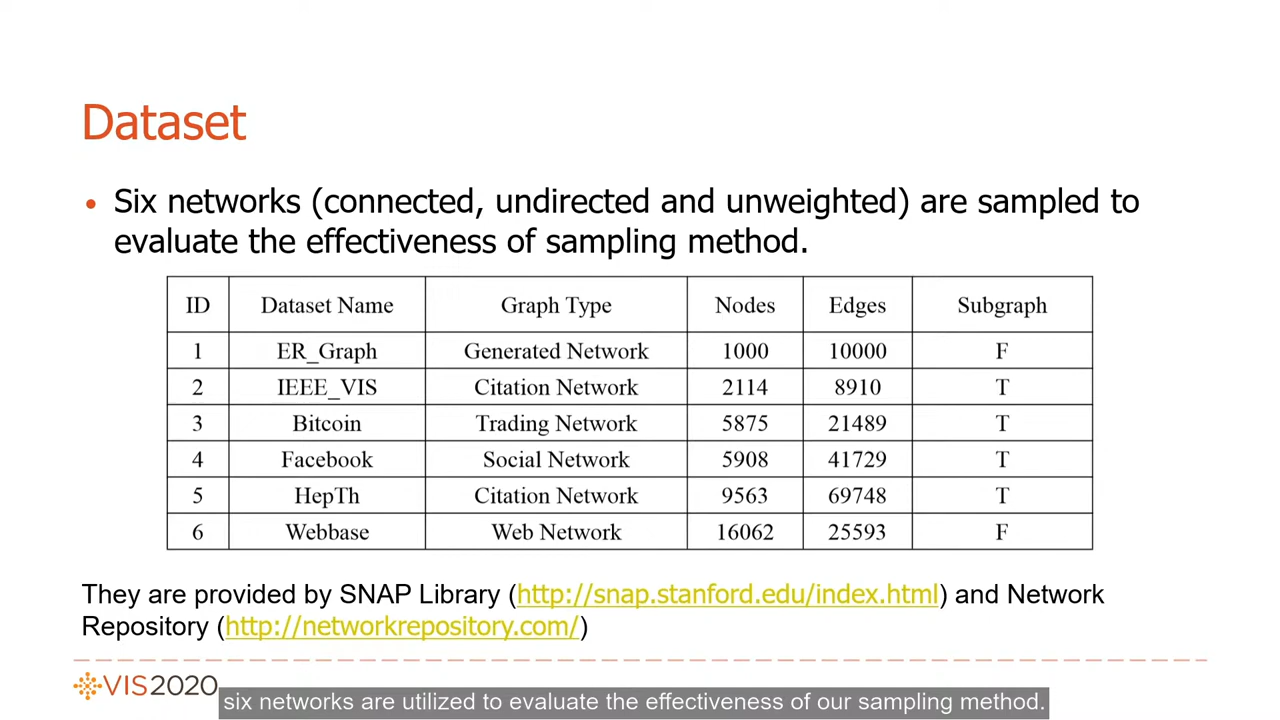 Dataset
• Six networks (connected, undirected and unweighted) are sampled to
evaluate the effectiveness of sampling method.
ID Dataset Name Graph Type Nodes Edges Subgraph
1 ER_Graph Generated Network 1000 10000 F
2 IEEE_VIS Citation Network 2114 8910 T
3 Bitcoin Trading Network 5875 21489 T
4 Facebook Social Network 5908 41729 T
5 HepTh Citation Network 9563 69748 T
6 Webbase Web Network 16062 25593 F
They are provided by SNAP Library (http://snap.stanford.edu/index.html) and Network
Repository (http://networkrepository.com/)
VIS2020
six networks are utilized to evaluate the effectiveness of our sampling method.